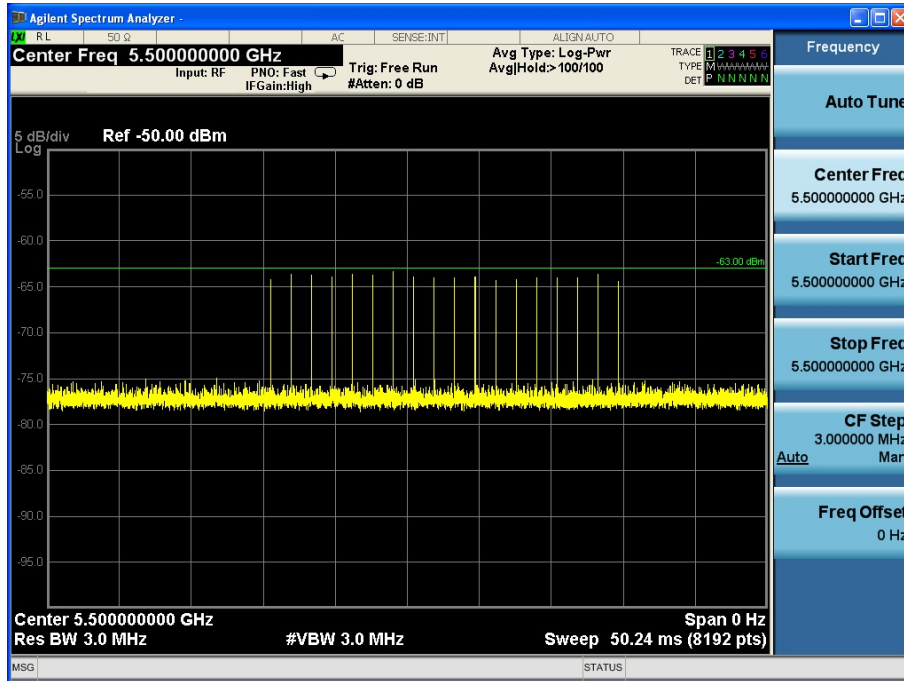 Agilent Spectrum Analyzer -
LXI RL 50 Ω AC SENSE:INT ALIGN AUTO
Center Freq 5.500000000 GHz
Input: RF PNO: Fast IFGain:High
Trig: Free Run #Atten: 0 dB
Avg Type: Log-Pwr Avg|Hold:>100/100
TRACE 1 2 3 4 5 6
TYPE M WWWWW
DET P N N N N N
5 dB/div Ref -50.00 dBm
Log
-55.0
-60.0
-63.00 dBm
-65.0
-70.0
-75.0
-80.0
-85.0
-90.0
-95.0
Center 5.500000000 GHz Span 0 Hz
Res BW 3.0 MHz #VBW 3.0 MHz Sweep 50.24 ms (8192 pts)
MSG STATUS
Frequency
Auto Tune
Center Freq
5.500000000 GHz
Start Freq
5.500000000 GHz
Stop Freq
5.500000000 GHz
CF Step
3.000000 MHz
Auto Man
Freq Offset
0 Hz